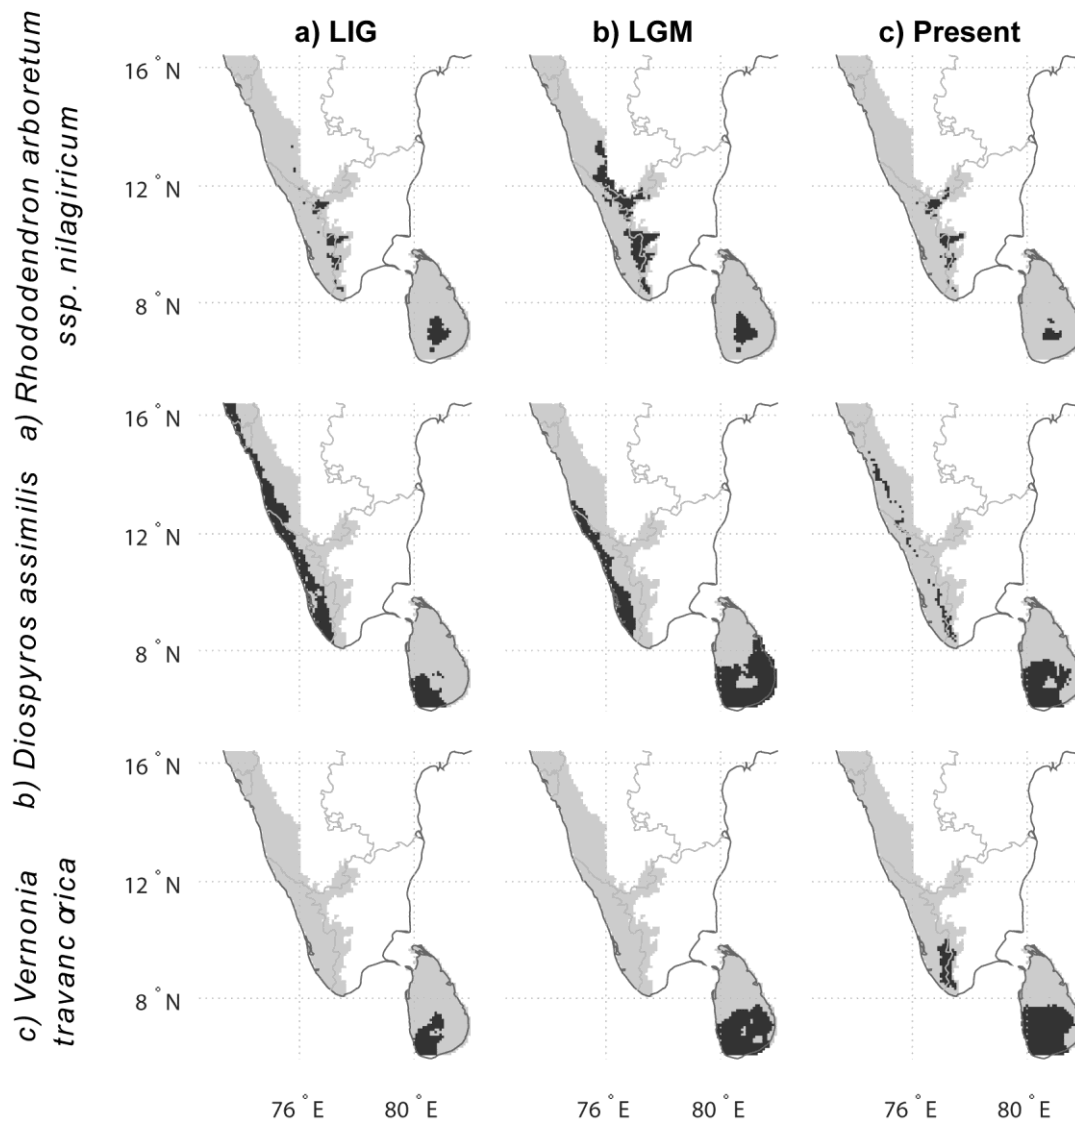 a) LIG b) LGM c) Present
a) Rhododendron arboretum
ssp. nilagiricum
16° N
12° N
8° N
b) Diospyros assimilis
16° N
12° N
8° N
c) Vernonia
travanc orica
16° N
12° N
8° N
76° E 80° E 76° E 80° E 76° E 80° E